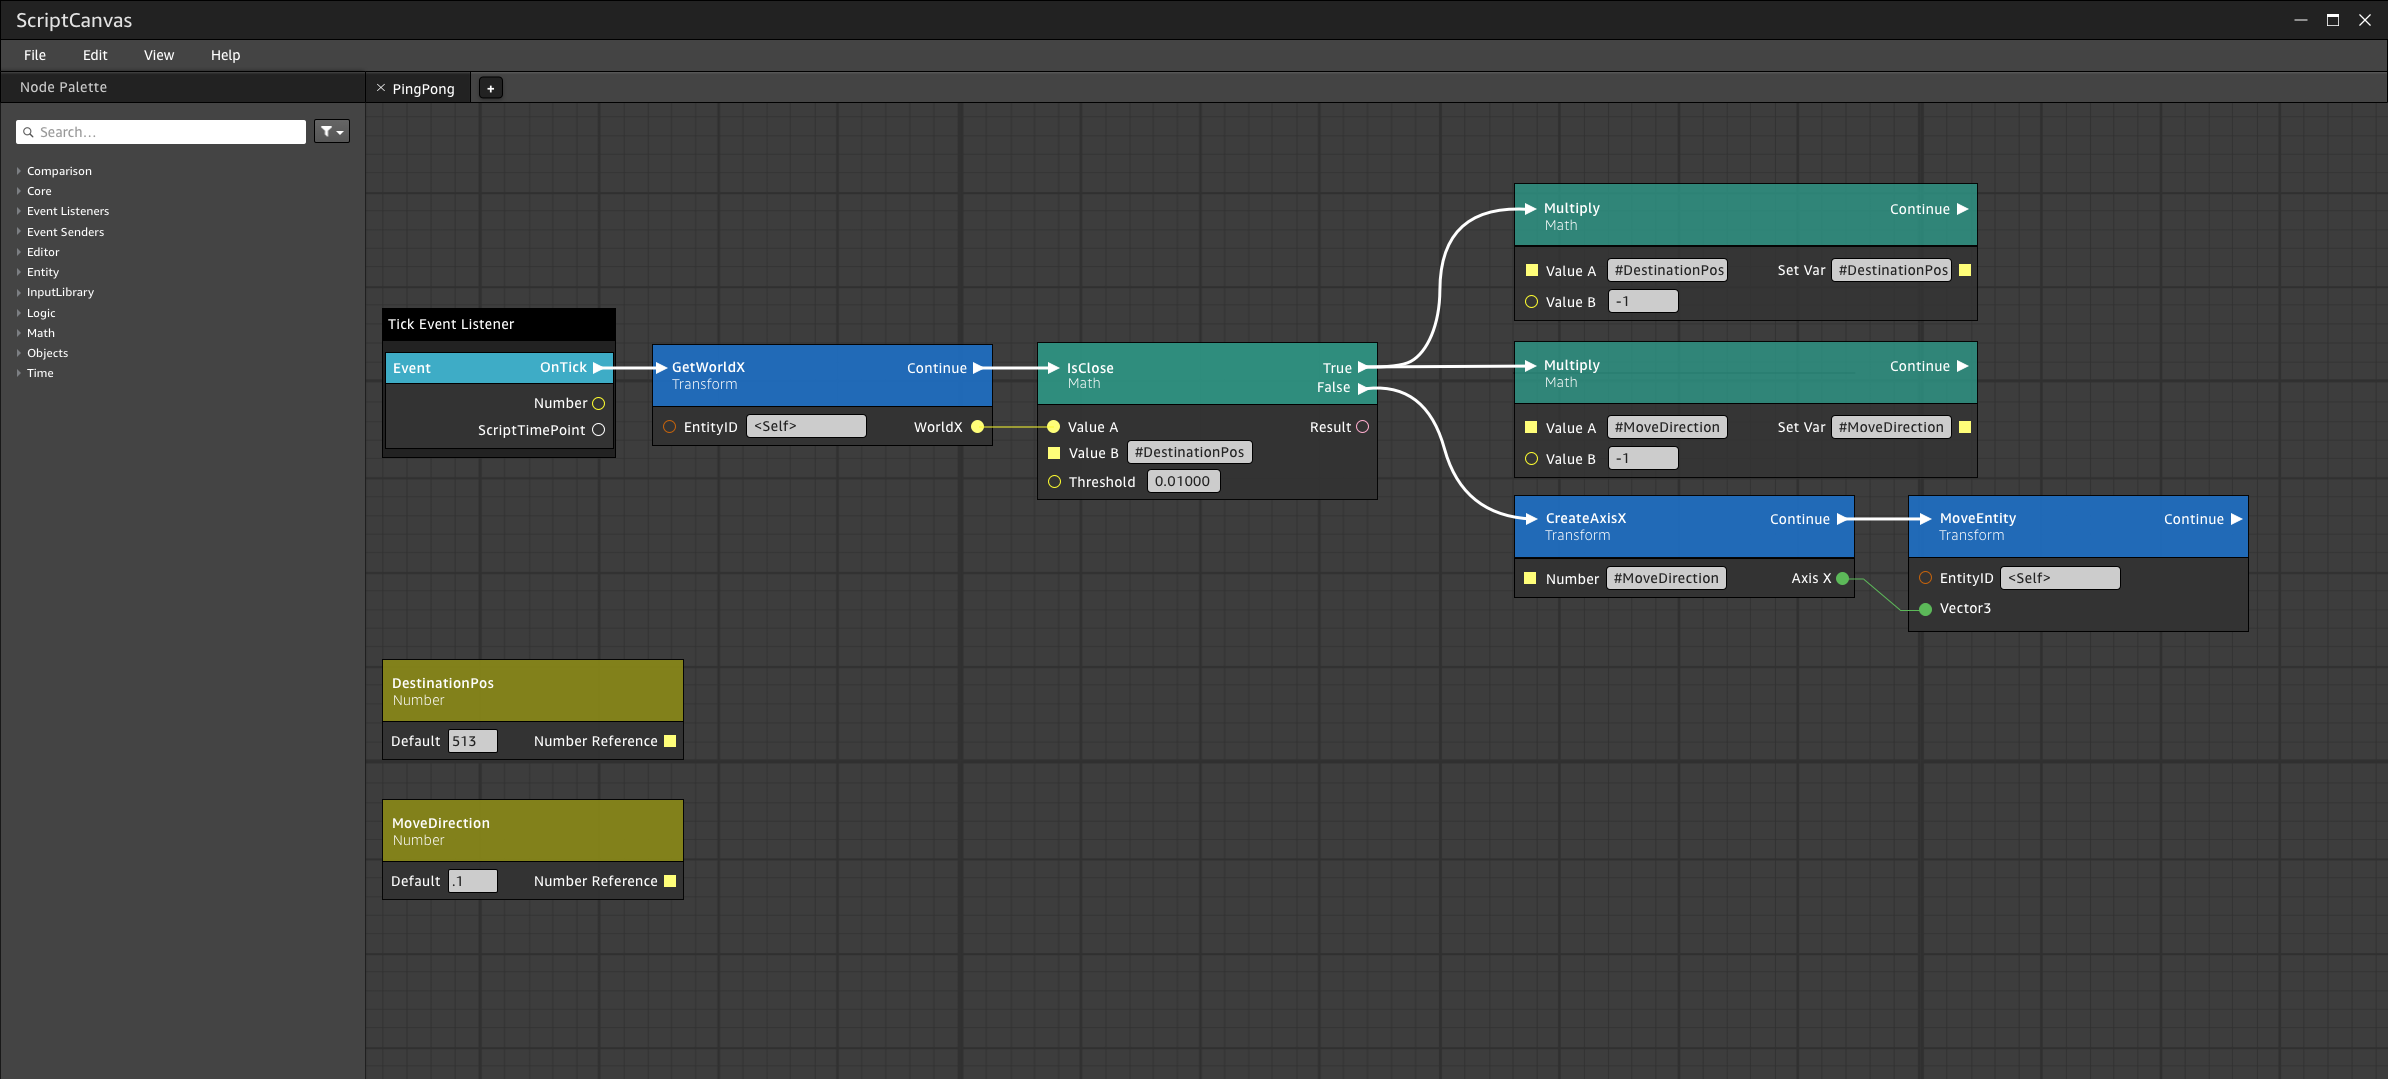 ScriptCanvas
File Edit View Help
Node Palette
PingPong
+
Search...
Comparison
Core
Event Listeners
Event Senders
Editor
Entity
InputLibrary
Logic
Math
Objects
Time
Tick Event Listener
Event OnTick
Number
ScriptTimePoint
GetWorldX Continue
Transform
EntityID <Self> WorldX
IsClose True
Math
False
Value A Result
Value B #DestinationPos
Threshold 0.01000
Multiply Continue
Math
Value A #DestinationPos Set Var #DestinationPos
Value B -1
Multiply Continue
Math
Value A #MoveDirection Set Var #MoveDirection
Value B -1
CreateAxisX Continue
Transform
Number #MoveDirection Axis X
MoveEntity Continue
Transform
EntityID <Self>
Vector3
DestinationPos
Number
Default 513 Number Reference
MoveDirection
Number
Default .1 Number Reference